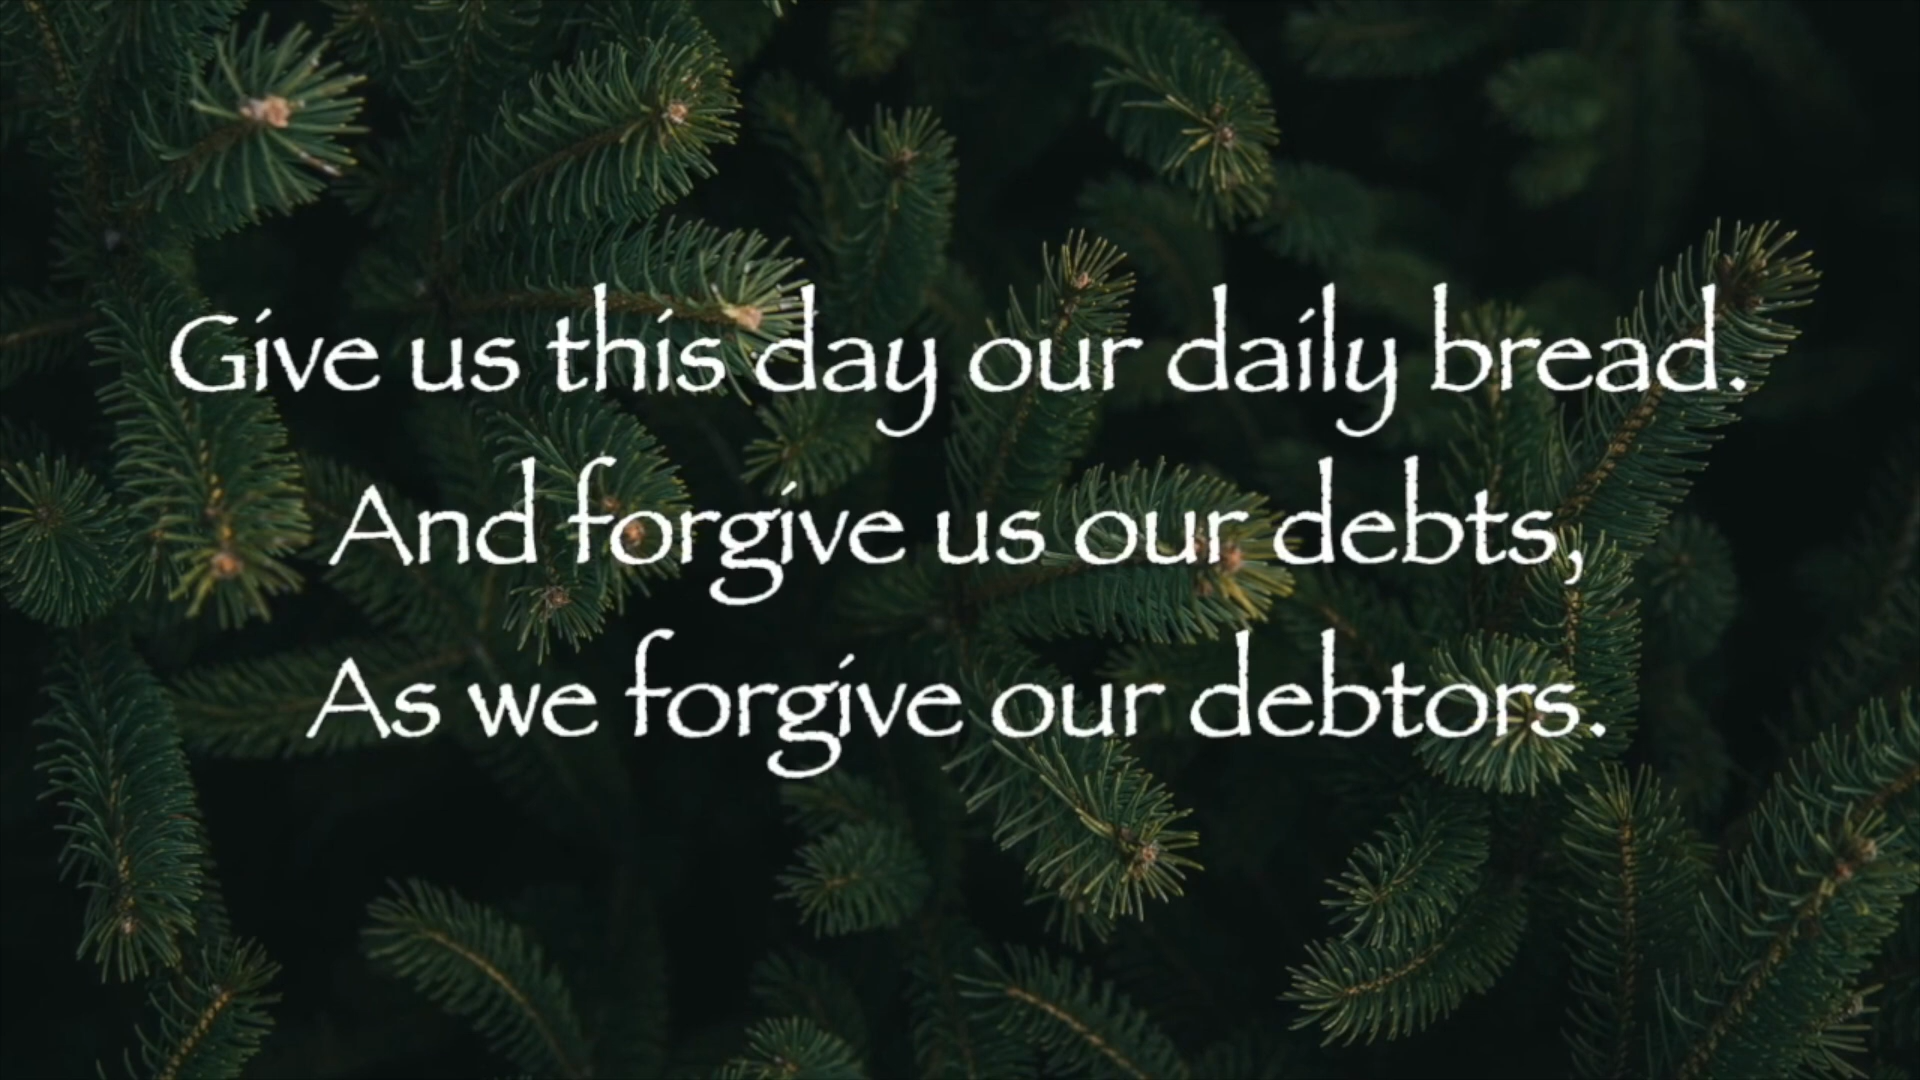 Give us this day our daily bread.
And forgive us our debts,
As we forgive our debtors.